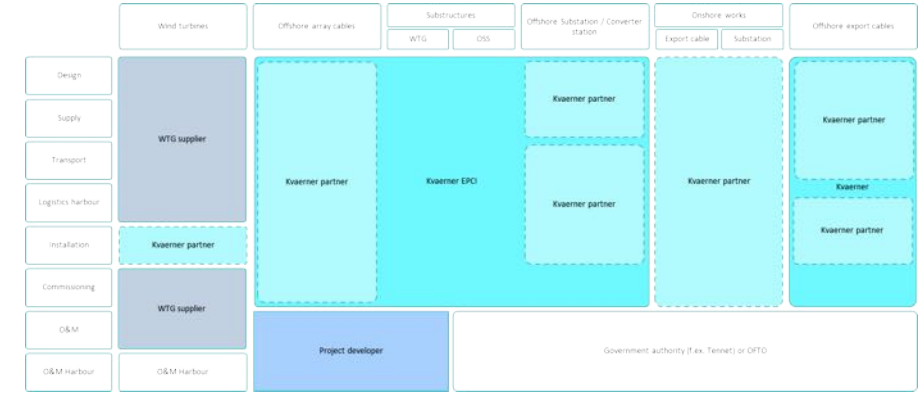 Wind turbines
Offshore array cables
Substructures
WTG
OSS
Offshore Substation / Converter
station
Onshore works
Export cable
Substation
Offshore export cables
Design
Supply
Transport
Logistics harbour
Installation
Commissioning
O&M
O&M Harbour
WTG supplier
Kvaerner partner
WTG supplier
O&M Harbour
Kvaerner partner
Kvaerner EPCI
Kvaerner partner
Kvaerner partner
Kvaerner partner
Kvaerner partner
Kvaerner
Kvaerner partner
Project developer
Government authority (f.ex. Tennet) or OFTO